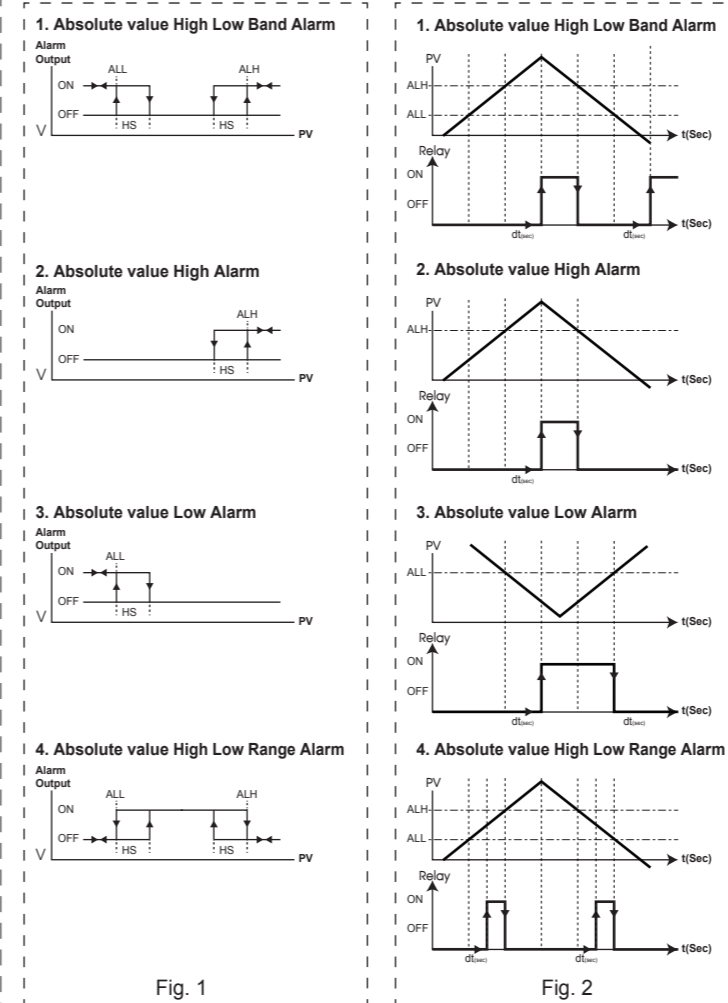 1. Absolute value High Low Band Alarm
Alarm
Output
ALL
ALH
ON
OFF
HS
HS
V
PV
2. Absolute value High Alarm
Alarm
Output
ALH
ON
OFF
HS
V
PV
3. Absolute value Low Alarm
Alarm
Output
ALL
ON
OFF
HS
V
PV
4. Absolute value High Low Range Alarm
Alarm
Output
ALL
ALH
ON
OFF
HS
HS
V
PV
Fig. 1
1. Absolute value High Low Band Alarm
PV
ALH
ALL
t(Sec)
Relay
ON
OFF
t(Sec)
dt(sec)
dt(sec)
2. Absolute value High Alarm
PV
ALH
t(Sec)
Relay
ON
OFF
t(Sec)
dt(sec)
3. Absolute value Low Alarm
PV
ALL
t(Sec)
Relay
ON
OFF
t(Sec)
dt(sec)
dt(sec)
4. Absolute value High Low Range Alarm
PV
ALH
ALL
t(Sec)
Relay
ON
OFF
t(Sec)
dt(sec)
dt(sec)
Fig. 2